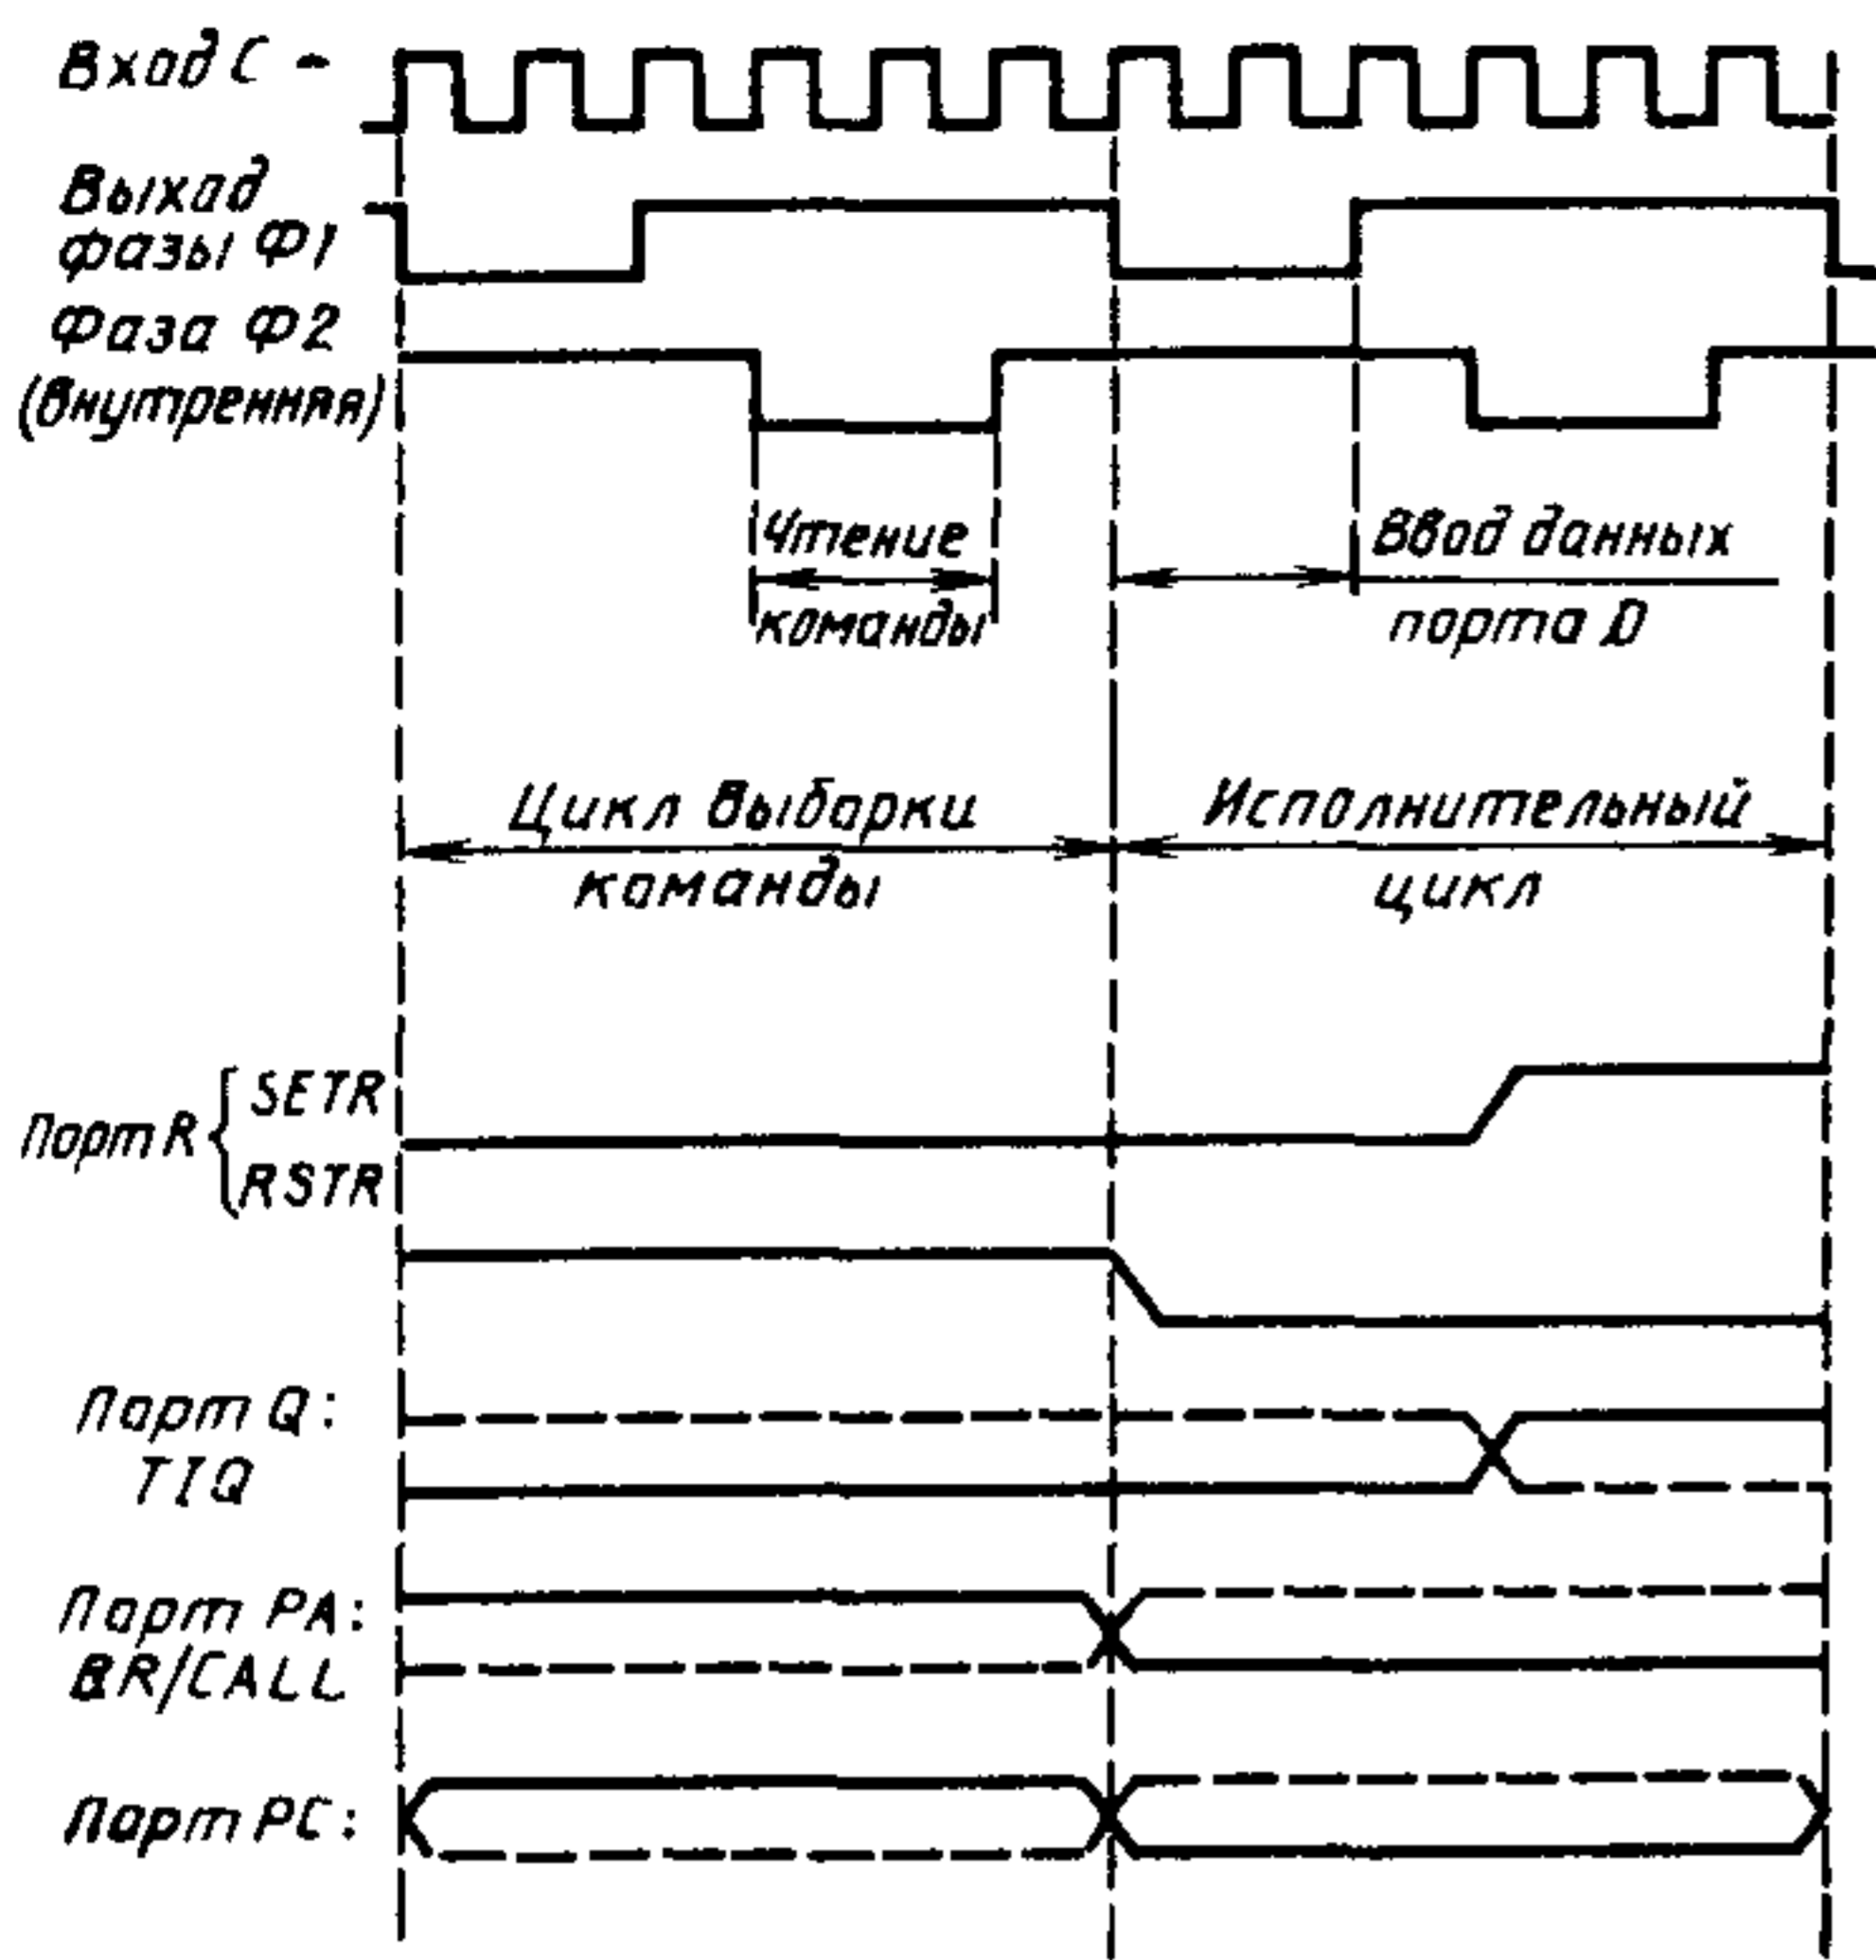 Вход С
Выход
фазы Ф1
Фаза Ф2
(внутренняя)
Чтение
команды
Ввод данных
порта D
Цикл выборки
команды
Исполнительный
цикл
Порт R { SETR
RSTR
Порт Q:
TIQ
Порт PA:
BR/CALL
Порт PC: